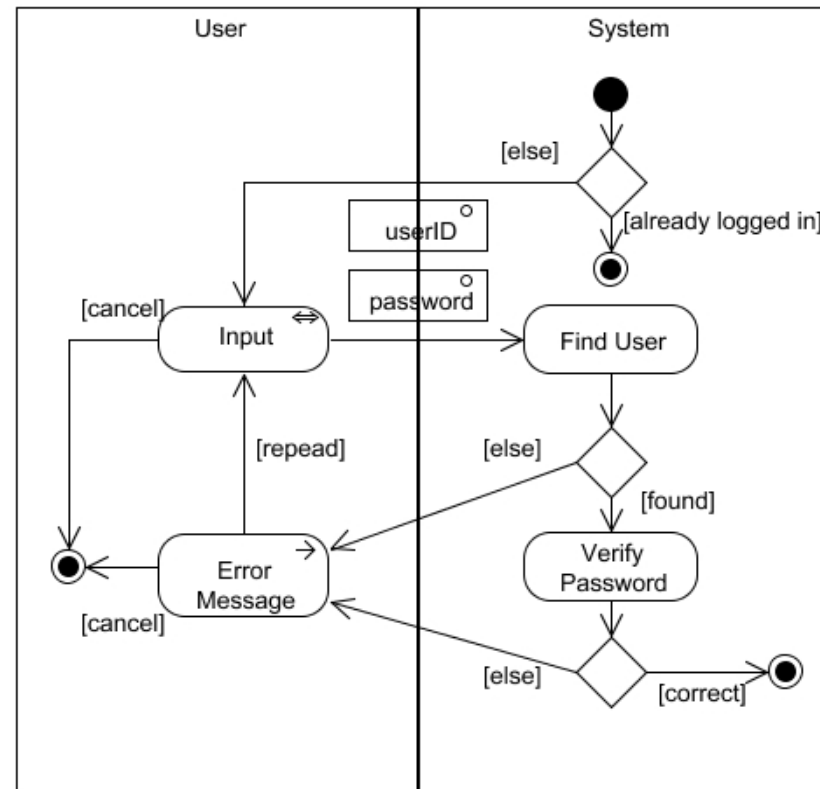 User
System
[else]
[already logged in]
userID
password
[cancel]
Input
Find User
[repead]
[else]
[found]
Error
Message
Verify
Password
[cancel]
[else]
[correct]